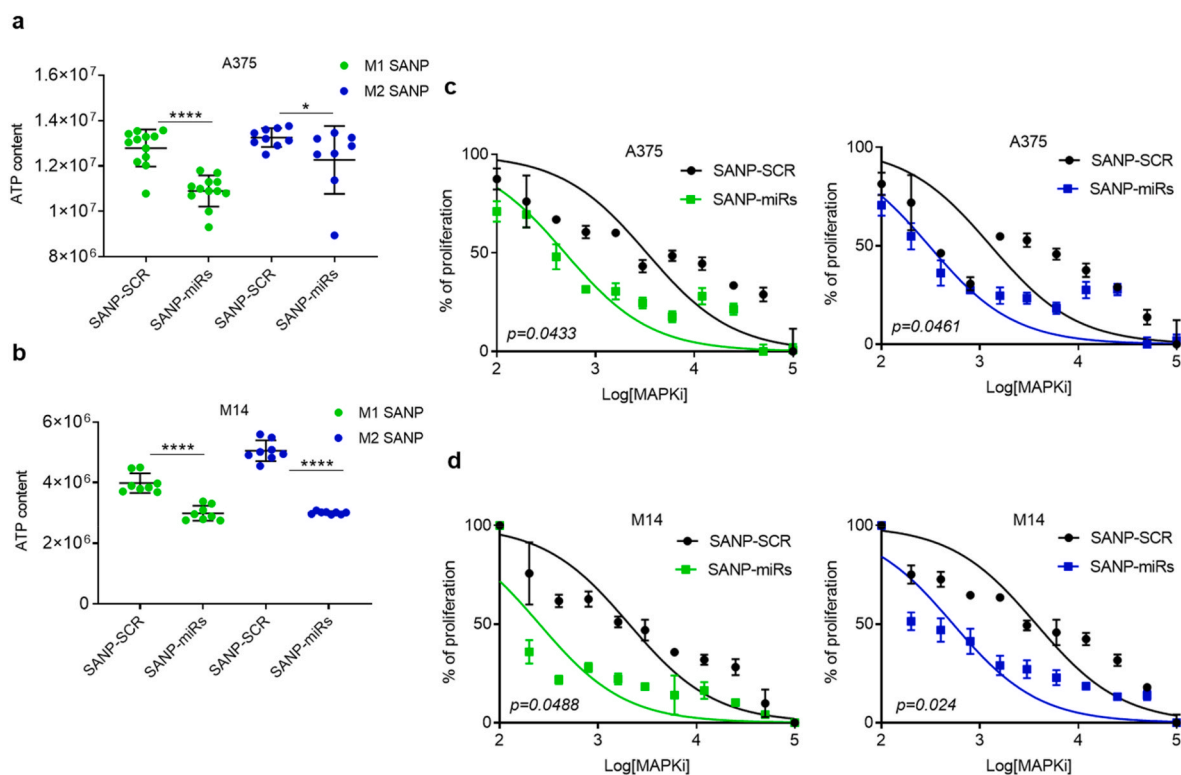 a
A375
M1 SANP
M2 SANP
ATP content
1.6×10⁷
1.4×10⁷
1.2×10⁷
1×10⁷
8×10⁶
****
*
SANP-SCR
SANP-miRs
SANP-SCR
SANP-miRs
b
M14
M1 SANP
M2 SANP
ATP content
6×10⁶
4×10⁶
2×10⁶
0
****
****
SANP-SCR
SANP-miRs
SANP-SCR
SANP-miRs
c
A375
SANP-SCR
SANP-miRs
% of proliferation
100
50
0
p=0.0433
2 3 4 5
Log[MAPKi]
A375
SANP-SCR
SANP-miRs
% of proliferation
100
50
0
p=0.0461
2 3 4 5
Log[MAPKi]
d
M14
SANP-SCR
SANP-miRs
% of proliferation
100
50
0
p=0.0488
2 3 4 5
Log[MAPKi]
M14
SANP-SCR
SANP-miRs
% of proliferation
100
50
0
p=0.024
2 3 4 5
Log[MAPKi]